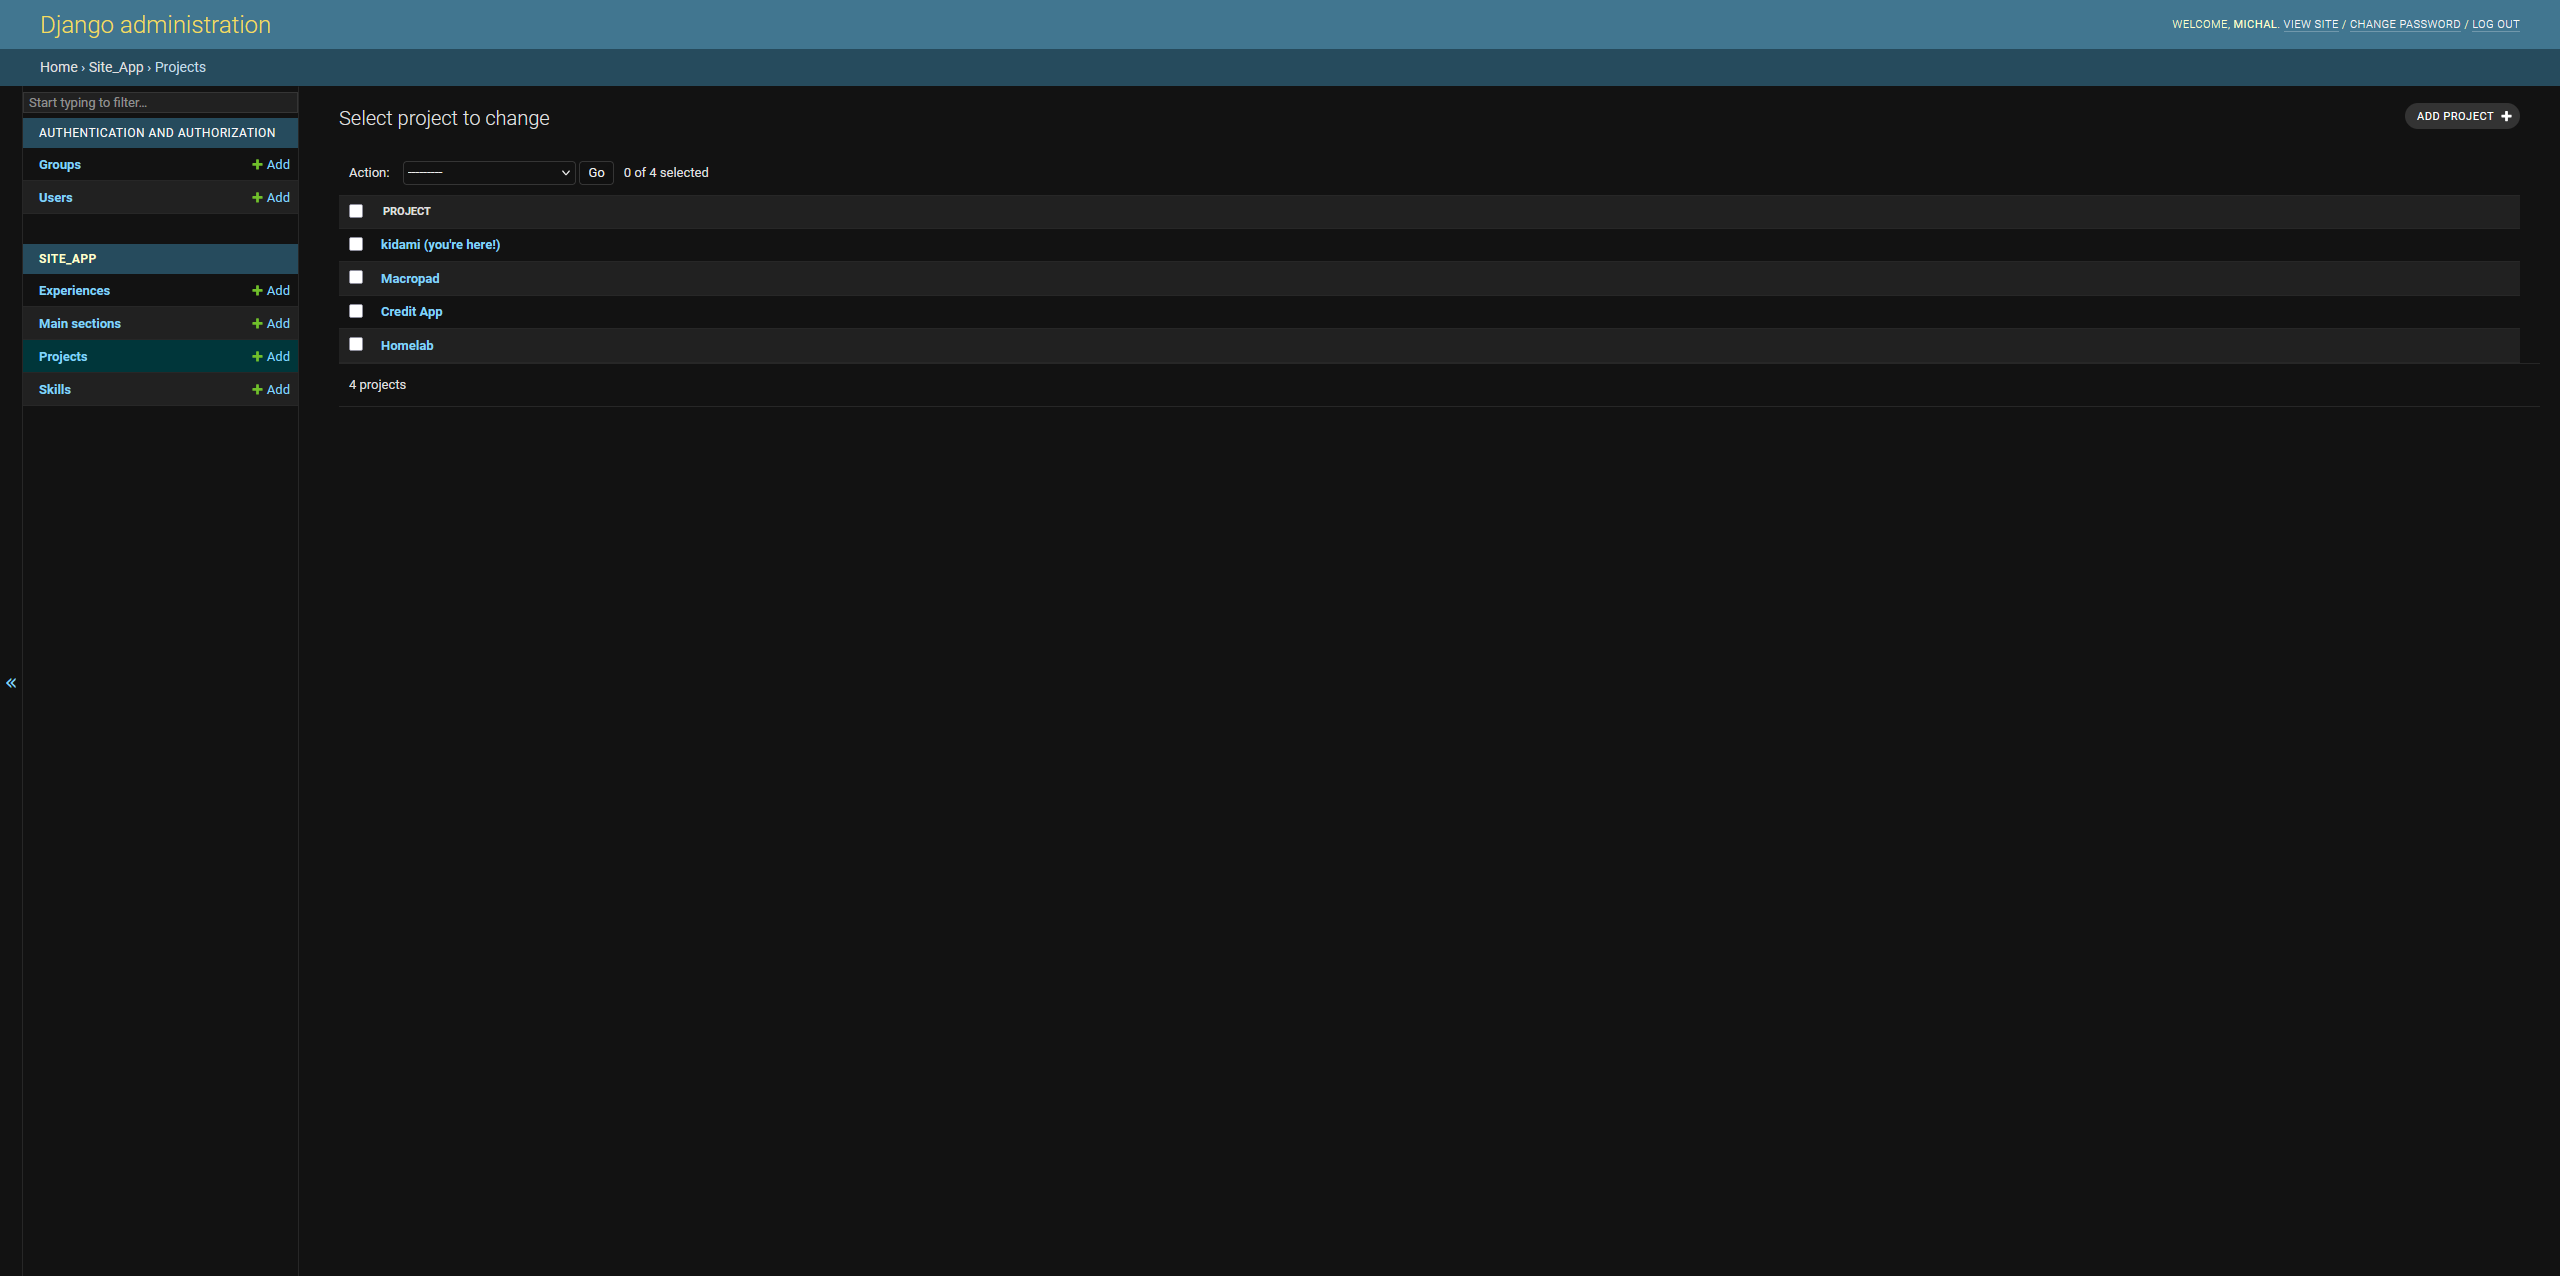 Django administration
WELCOME, MICHAL. VIEW SITE / CHANGE PASSWORD / LOG OUT
Home › Site_App › Projects
Start typing to filter...
AUTHENTICATION AND AUTHORIZATION
Groups + Add
Users + Add
SITE_APP
Experiences + Add
Main sections + Add
Projects + Add
Skills + Add
«
Select project to change
ADD PROJECT +
Action: --------- Go 0 of 4 selected
PROJECT
kidami (you're here!)
Macropad
Credit App
Homelab
4 projects